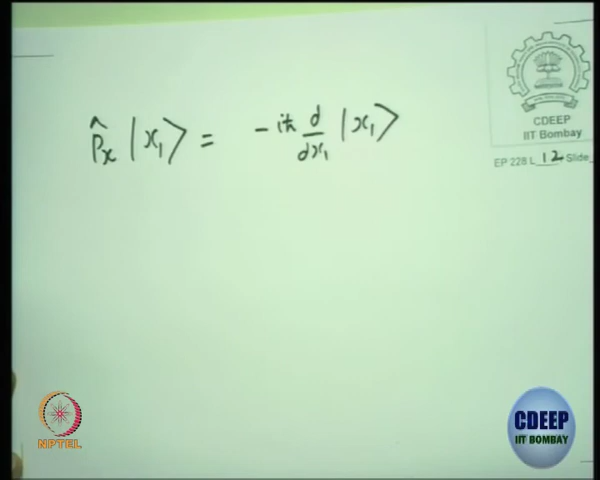 p̂ₓ |x₁⟩ = -iħ d/dx₁ |x₁⟩
CDEEP
IIT Bombay
EP 228 L 12 Slide
NPTEL
CDEEP
IIT BOMBAY